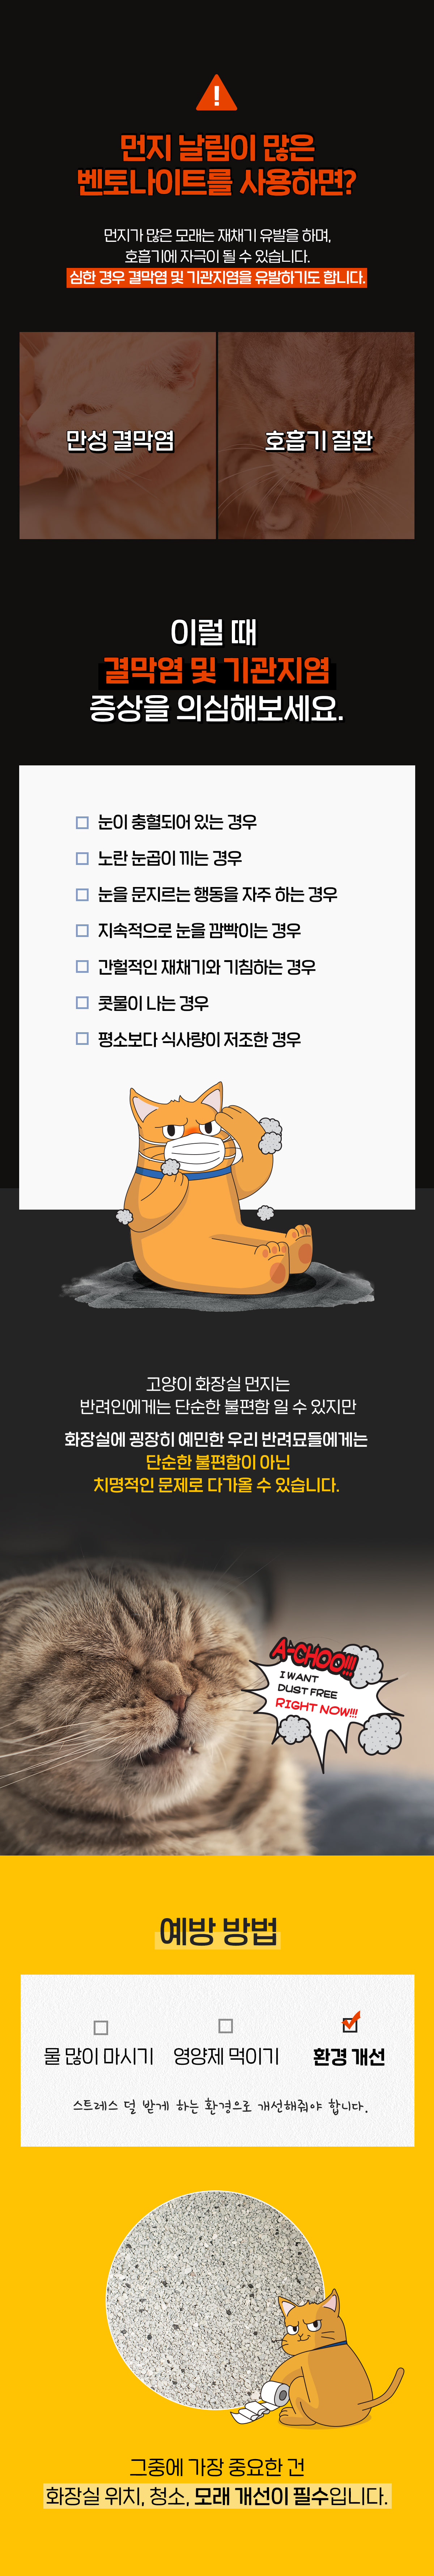 먼지 날림이 많은
벤토나이트를 사용하면?
먼지가 많은 모래는 재채기 유발을 하며,
호흡기에 자극이 될 수 있습니다.
심한 경우 결막염 및 기관지염을 유발하기도 합니다.
만성 결막염
호흡기 질환
이럴 때
결막염 및 기관지염
증상을 의심해보세요.
눈이 충혈되어 있는 경우
노란 눈곱이 끼는 경우
눈을 문지르는 행동을 자주 하는 경우
지속적으로 눈을 깜빡이는 경우
간헐적인 재채기와 기침하는 경우
콧물이 나는 경우
평소보다 식사량이 저조한 경우
고양이 화장실 먼지는
반려인에게는 단순한 불편함 일 수 있지만
화장실에 굉장히 예민한 우리 반려묘들에게는
단순한 불편함이 아닌
치명적인 문제로 다가올 수 있습니다.
A-CHOO!!!
I WANT
DUST FREE
RIGHT NOW!!!
예방 방법
물 많이 마시기 영양제 먹이기 환경 개선
스트레스 덜 받게 하는 환경으로 개선해줘야 합니다.
그중에 가장 중요한 건
화장실 위치, 청소, 모래 개선이 필수입니다.